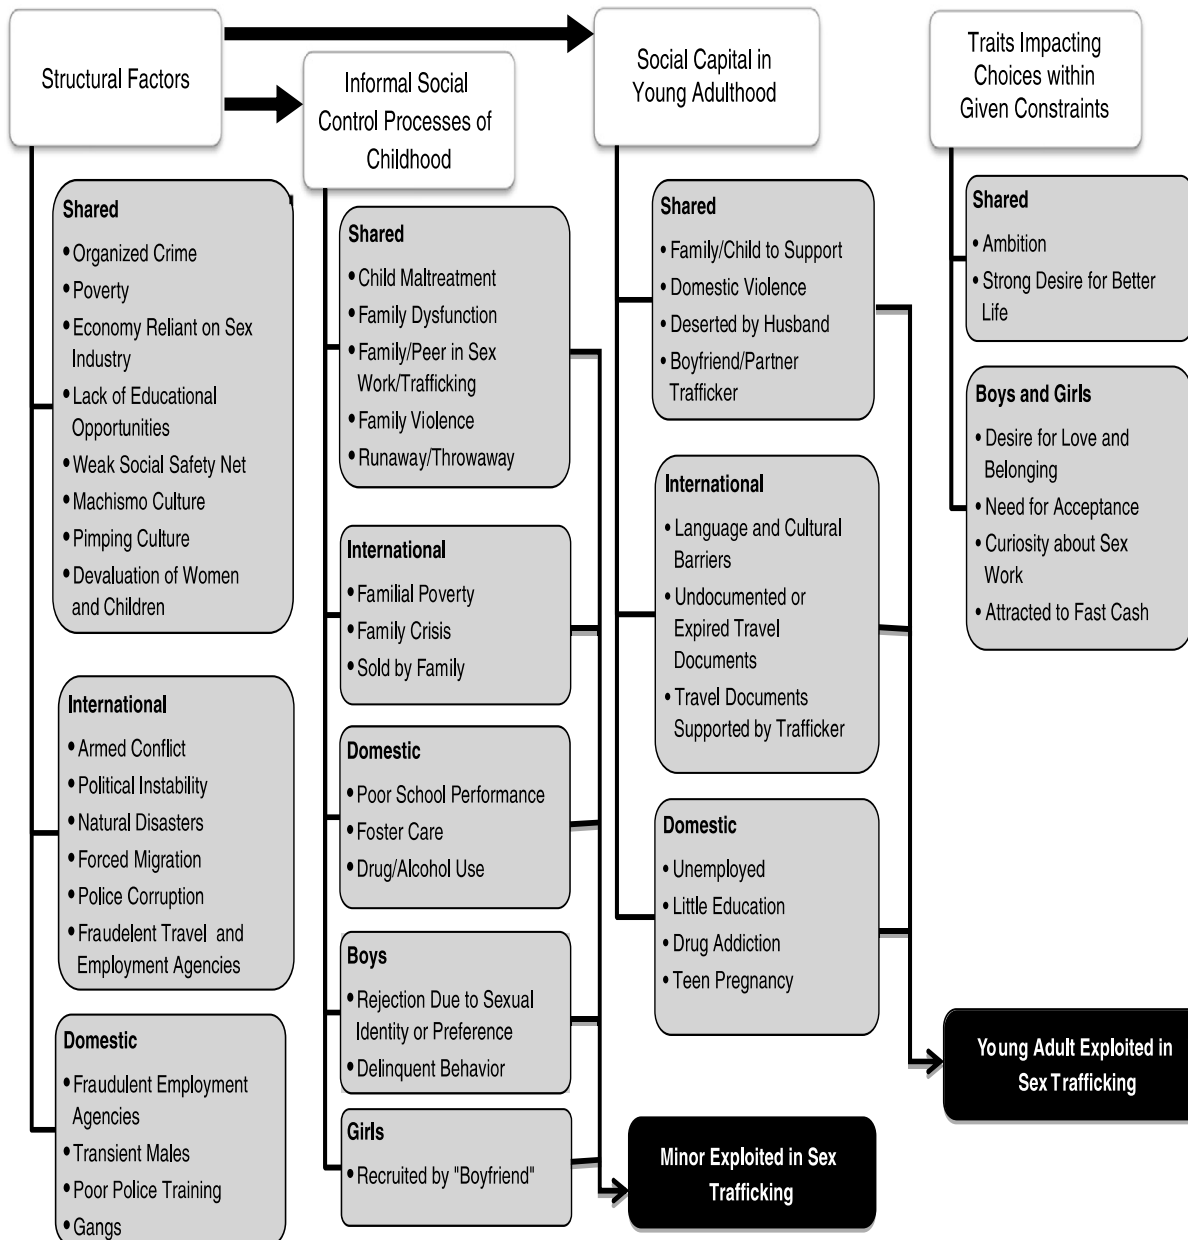 Structural Factors
Shared
• Organized Crime
• Poverty
• Economy Reliant on Sex
Industry
• Lack of Educational
Opportunities
• Weak Social Safety Net
• Machismo Culture
• Pimping Culture
• Devaluation of Women
and Children
International
• Armed Conflict
• Political Instability
• Natural Disasters
• Forced Migration
• Police Corruption
• Fraudelent Travel and
Employment Agencies
Domestic
• Fraudulent Employment
Agencies
• Transient Males
• Poor Police Training
• Gangs
Informal Social
Control Processes of
Childhood
Shared
• Child Maltreatment
• Family Dysfunction
• Family/Peer in Sex
Work/Trafficking
• Family Violence
• Runaway/Throwaway
International
• Familial Poverty
• Family Crisis
• Sold by Family
Domestic
• Poor School Performance
• Foster Care
• Drug/Alcohol Use
Boys
• Rejection Due to Sexual
Identity or Preference
• Delinquent Behavior
Girls
• Recruited by "Boyfriend"
Social Capital in
Young Adulthood
Shared
• Family/Child to Support
• Domestic Violence
• Deserted by Husband
• Boyfriend/Partner
Trafficker
International
• Language and Cultural
Barriers
• Undocumented or
Expired Travel
Documents
• Travel Documents
Supported by Trafficker
Domestic
• Unemployed
• Little Education
• Drug Addiction
• Teen Pregnancy
Minor Exploited in Sex
Trafficking
Traits Impacting
Choices within
Given Constraints
Shared
• Ambition
• Strong Desire for Better
Life
Boys and Girls
• Desire for Love and
Belonging
• Need for Acceptance
• Curiosity about Sex
Work
• Attracted to Fast Cash
Young Adult Exploited in
Sex Trafficking